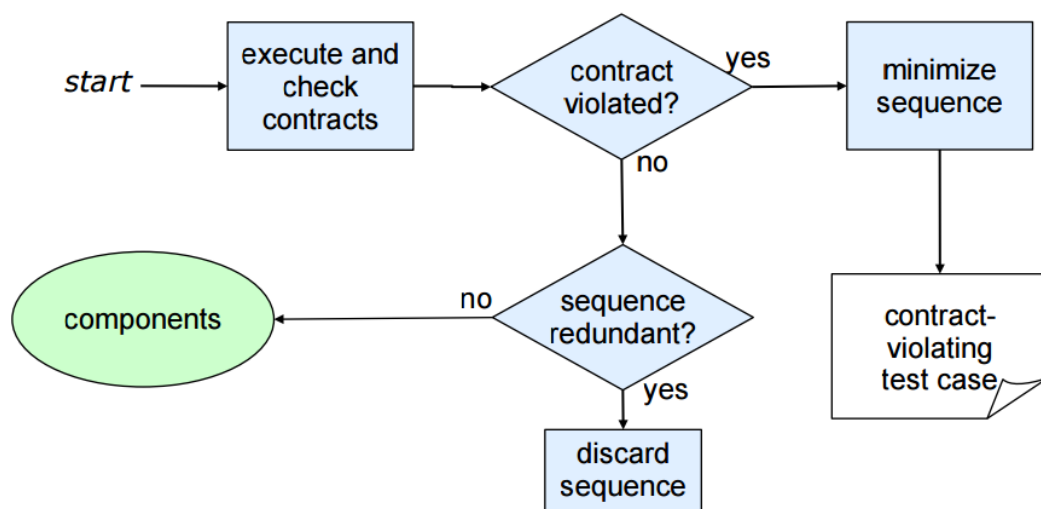 start
execute and
check
contracts
contract
violated?
yes
minimize
sequence
no
components
no
sequence
redundant?
contract-
violating
test case
yes
discard
sequence